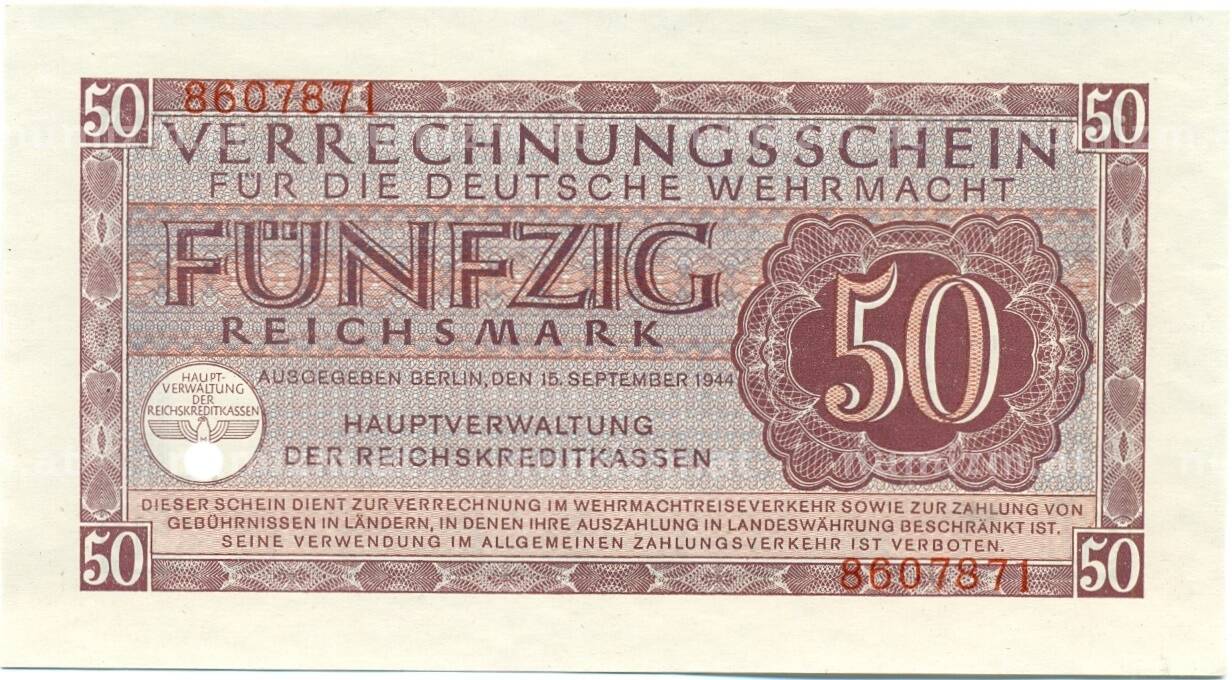 50 8607871 50
VERRECHNUNGSSCHEIN
FÜR DIE DEUTSCHE WEHRMACHT
FÜNFZIG
REICHSMARK
50
HAUPT-
VERWALTUNG
DER
REICHSKREDITKASSEN
AUSGEGEBEN BERLIN, DEN 15. SEPTEMBER 1944
HAUPTVERWALTUNG
DER REICHSKREDITKASSEN
DIESER SCHEIN DIENT ZUR VERRECHNUNG IM WEHRMACHTREISEVERKEHR SOWIE ZUR ZAHLUNG VON
GEBÜHRNISSEN IN LÄNDERN, IN DENEN IHRE AUSZAHLUNG IN LANDESWÄHRUNG BESCHRÄNKT IST.
SEINE VERWENDUNG IM ALLGEMEINEN ZAHLUNGSVERKEHR IST VERBOTEN.
50 8607871 50